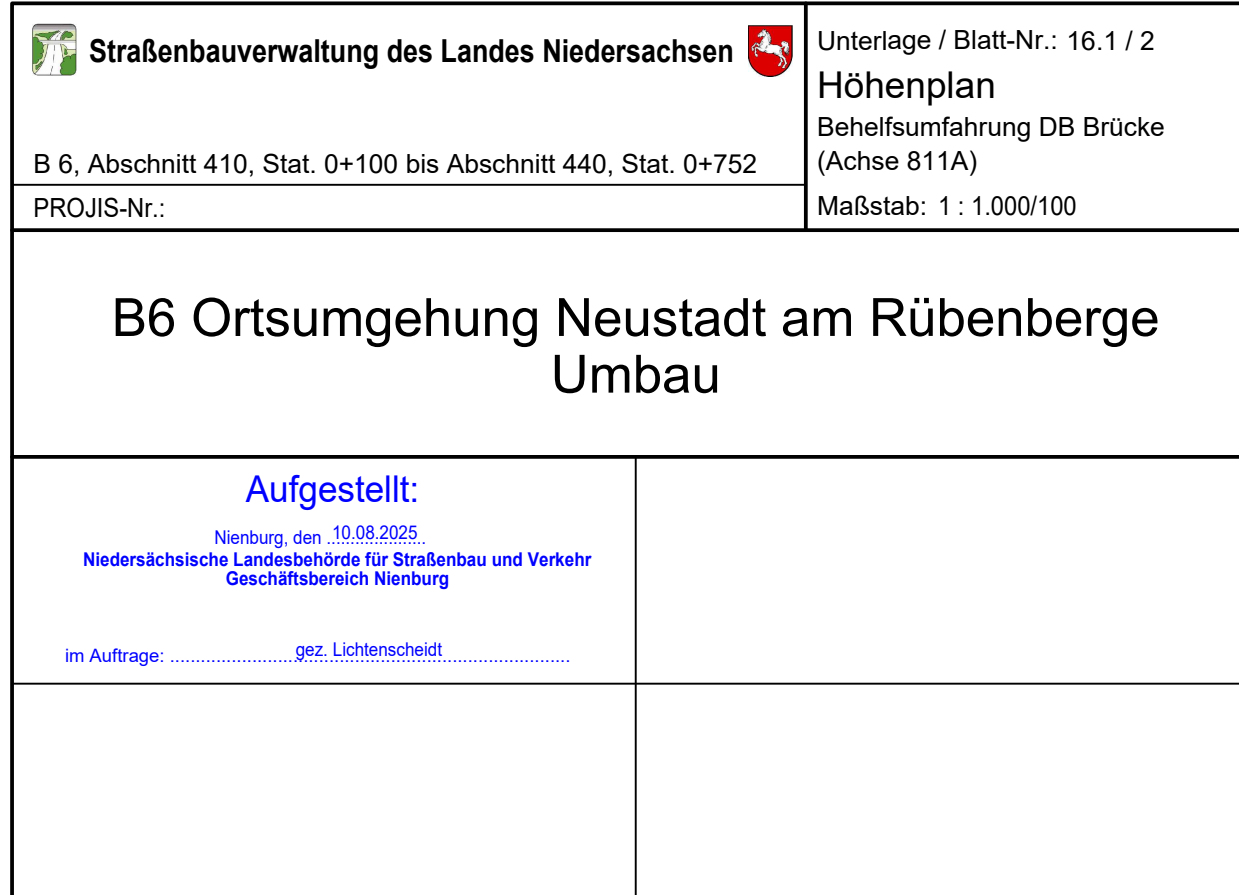 Straßenbauverwaltung des Landes Niedersachsen
B 6, Abschnitt 410, Stat. 0+100 bis Abschnitt 440, Stat. 0+752
PROJIS-Nr.:
Unterlage / Blatt-Nr.: 16.1 / 2
Höhenplan
Behelfsumfahrung DB Brücke
(Achse 811A)
Maßstab: 1 : 1.000/100
B6 Ortsumgehung Neustadt am Rübenberge
Umbau
Aufgestellt:
Nienburg, den 10.08.2025
Niedersächsische Landesbehörde für Straßenbau und Verkehr
Geschäftsbereich Nienburg
im Auftrage: gez. Lichtenscheidt